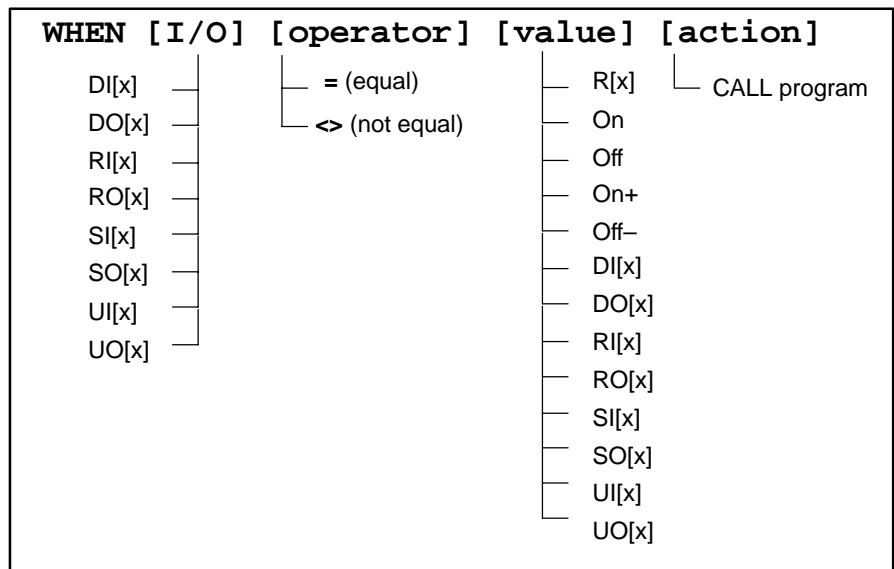 WHEN [I/O] [operator] [value] [action]
DI[x]
DO[x]
RI[x]
RO[x]
SI[x]
SO[x]
UI[x]
UO[x]
= (equal)
<> (not equal)
R[x]
On
Off
On+
Off–
DI[x]
DO[x]
RI[x]
RO[x]
SI[x]
SO[x]
UI[x]
UO[x]
CALL program